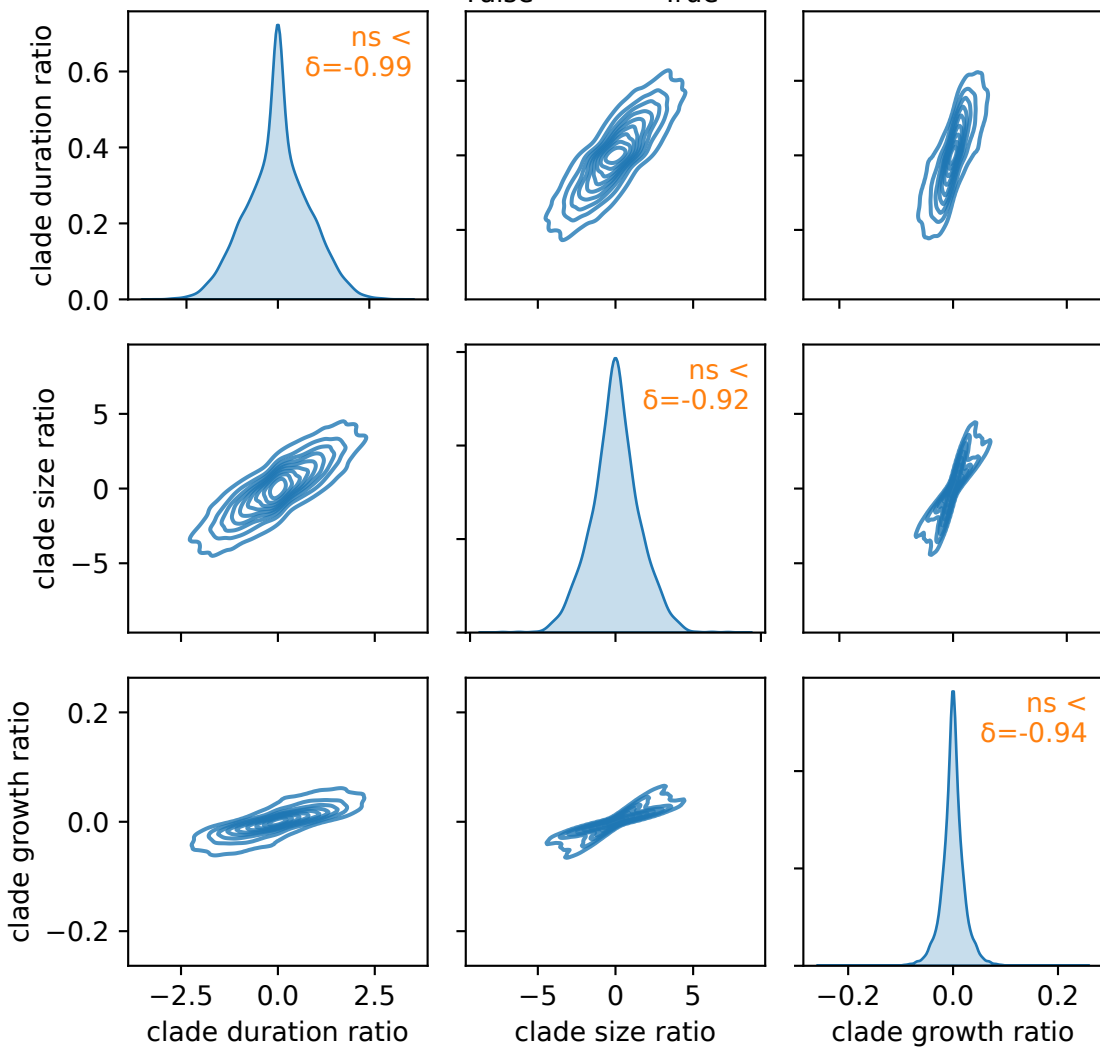 clade duration ratio
0.6
0.4
0.2
0.0
ns <
δ=-0.99
clade size ratio
5
0
−5
ns <
δ=-0.92
clade growth ratio
0.2
0.0
−0.2
ns <
δ=-0.94
−2.5 0.0 2.5
−5 0 5
−0.2 0.0 0.2
clade duration ratio
clade size ratio
clade growth ratio